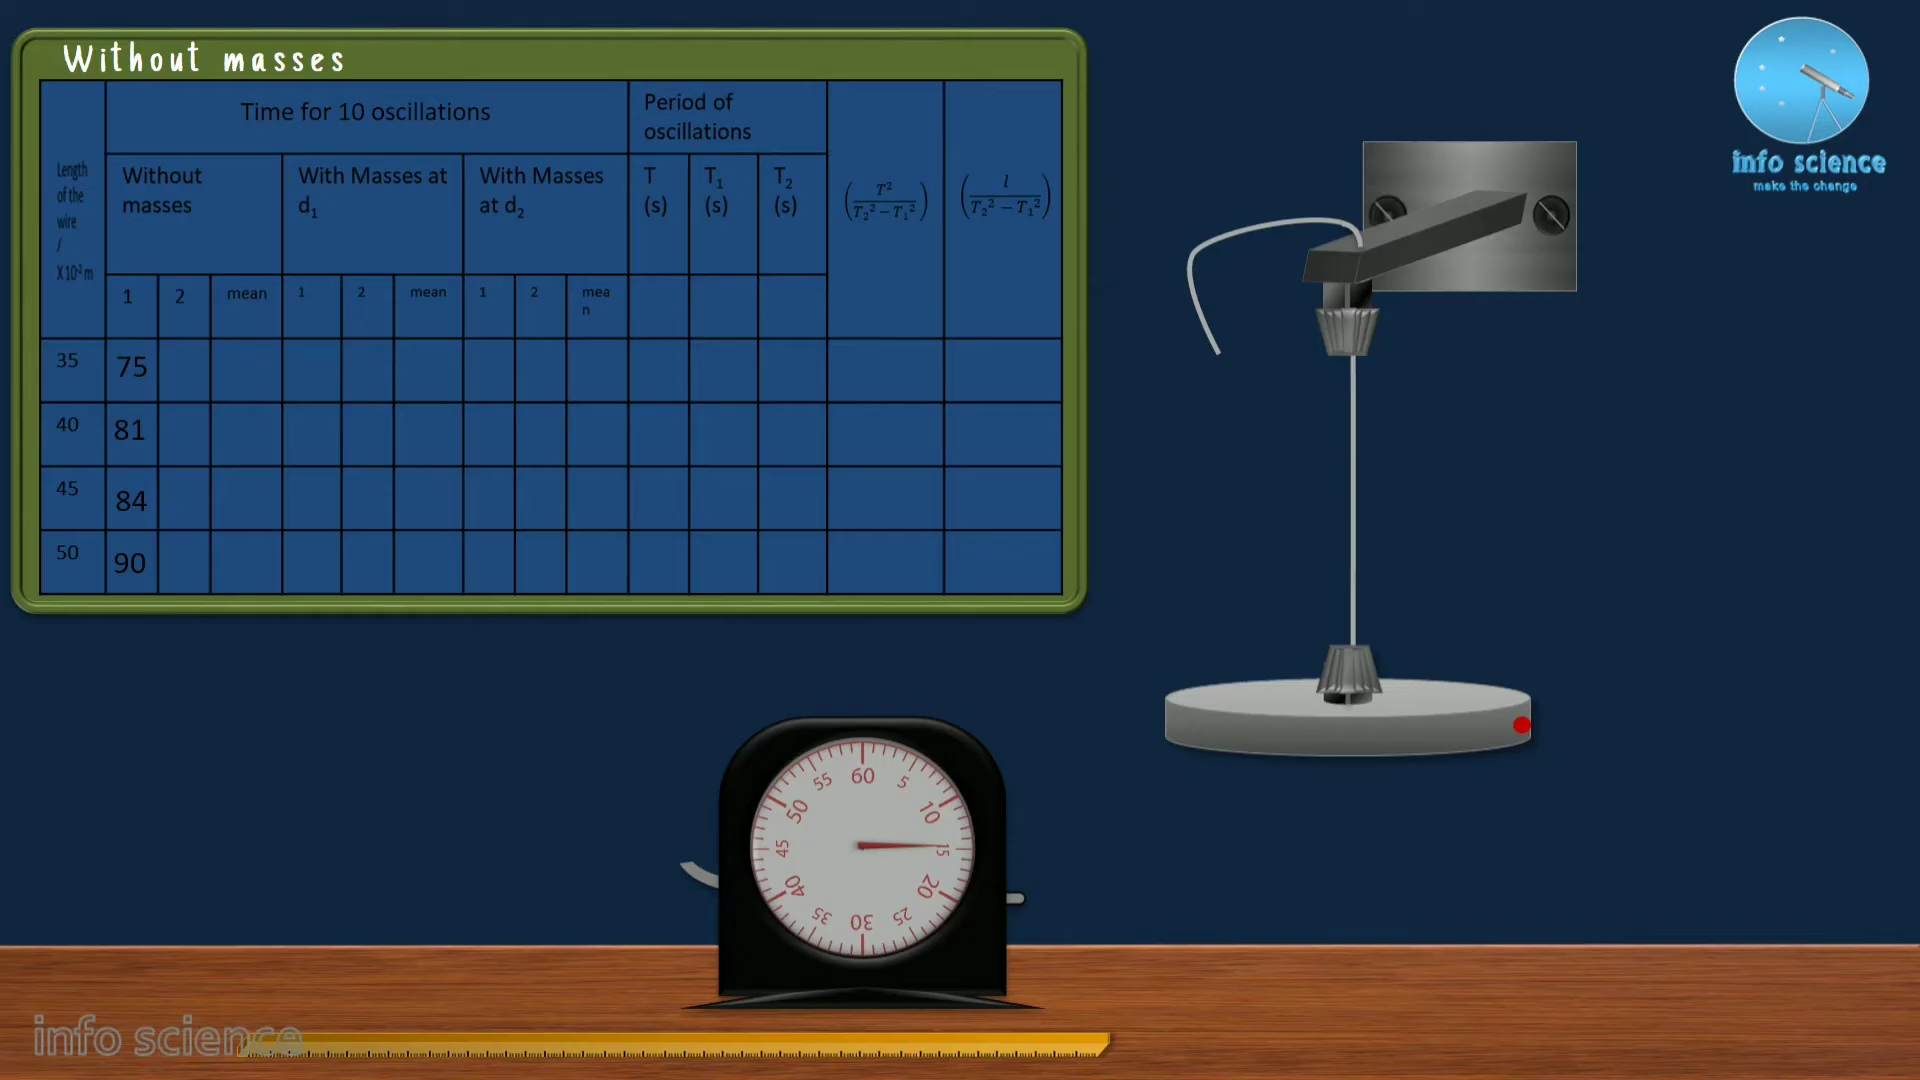 Without masses
Time for 10 oscillations
Period of
oscillations
Length
of the
wire
/
X 10⁻² m
Without
masses
With Masses at
d₁
With Masses
at d₂
T
(s)
T₁
(s)
T₂
(s)
(T²/(T₂² − T₁²))
(l/(T₂² − T₁²))
1 2 mean 1 2 mean 1 2 mea
n
35 75
40 81
45 84
50 90
info science
make the change
60
5
10
15
20
25
30
35
40
45
50
55
info science